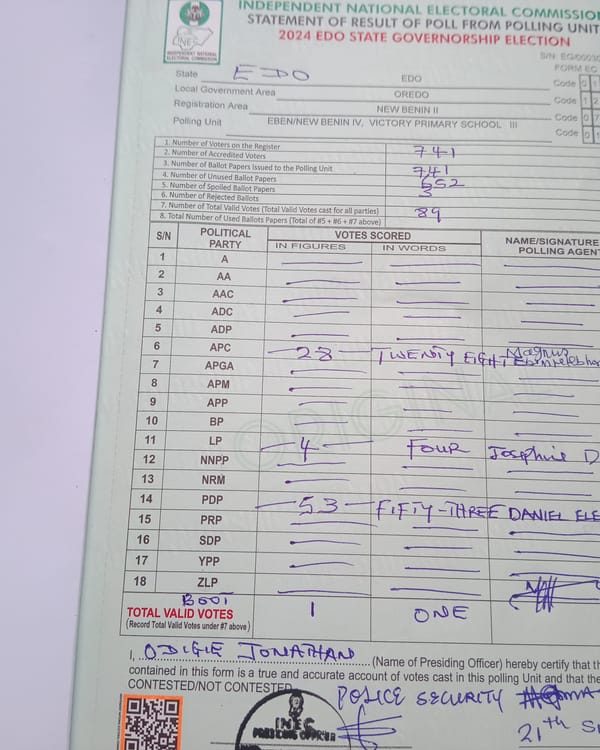 INDEPENDENT NATIONAL ELECTORAL COMMISSION
STATEMENT OF RESULT OF POLL FROM POLLING UNIT
2024 EDO STATE GOVERNORSHIP ELECTION
INEC
INDEPENDENT NATIONAL ELECTORAL COMMISSION
FORM EC
State EDO EDO Code 0 1
Local Government Area OREDO Code 1 2
Registration Area NEW BENIN II Code 0 7
Polling Unit EBEN/NEW BENIN IV, VICTORY PRIMARY SCHOOL III Code 0 1
1. Number of Voters on the Register 741
2. Number of Accredited Voters
3. Number of Ballot Papers Issued to the Polling Unit 741
4. Number of Unused Ballot Papers 652
5. Number of Spoiled Ballot Papers
6. Number of Rejected Ballots 3
7. Number of Total Valid Votes (Total Valid Votes cast for all parties)
8. Total Number of Used Ballots Papers (Total of #5 + #6 + #7 above) 89
S/N POLITICAL PARTY VOTES SCORED NAME/SIGNATURE
IN FIGURES IN WORDS POLLING AGENT
1 A
2 AA
3 AAC
4 ADC
5 ADP
6 APC 28 TWENTY EIGHT Magnus
7 APGA
8 APM
9 APP
10 BP
11 LP 4 FOUR Josephine D
12 NNPP
13 NRM
14 PDP 53 FIFTY-THREE DANIEL ELE
15 PRP
16 SDP
17 YPP
18 ZLP
BOOT
TOTAL VALID VOTES 1 ONE
(Record Total Valid Votes under #7 above)
ORIGINAL
I, ODIGIE JONATHAN (Name of Presiding Officer) hereby certify that th
contained in this form is a true and accurate account of votes cast in this polling Unit and that the
CONTESTED/NOT CONTESTED
POLICE SECURITY
INEC
PRESIDING OFFICER
21th S